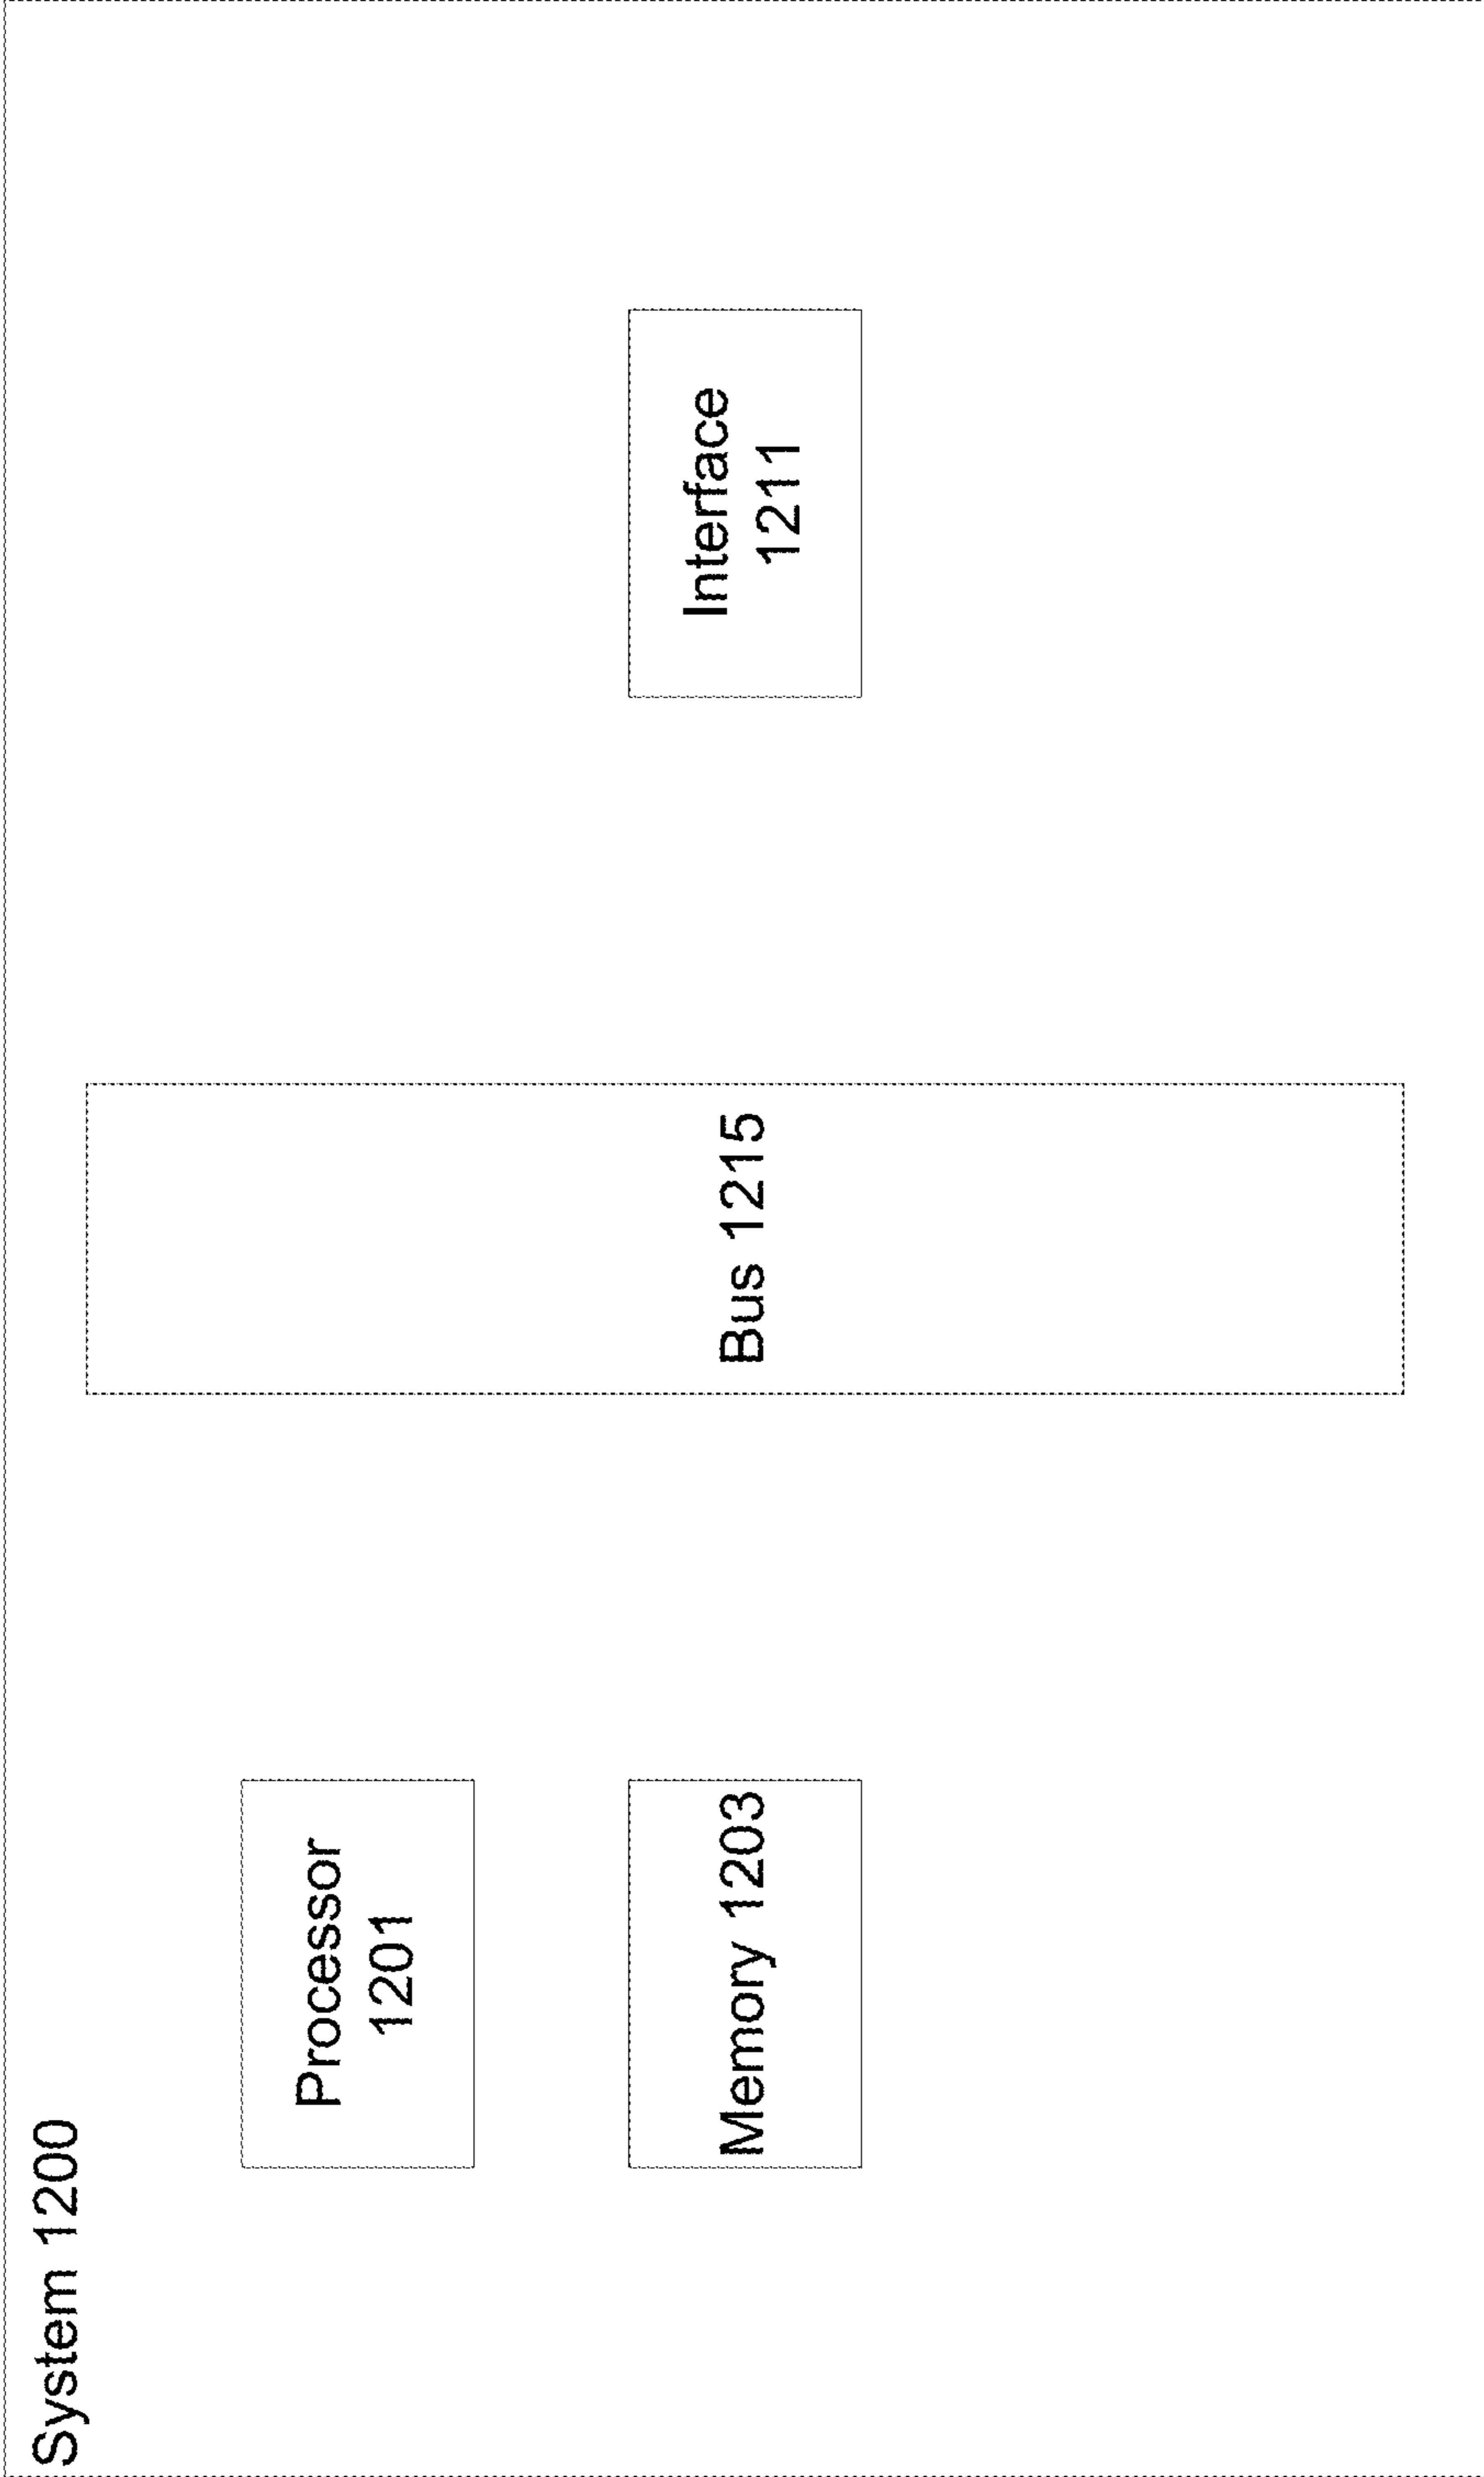 System 1200
Processor
1201
Memory 1203
Bus 1215
Interface
1211